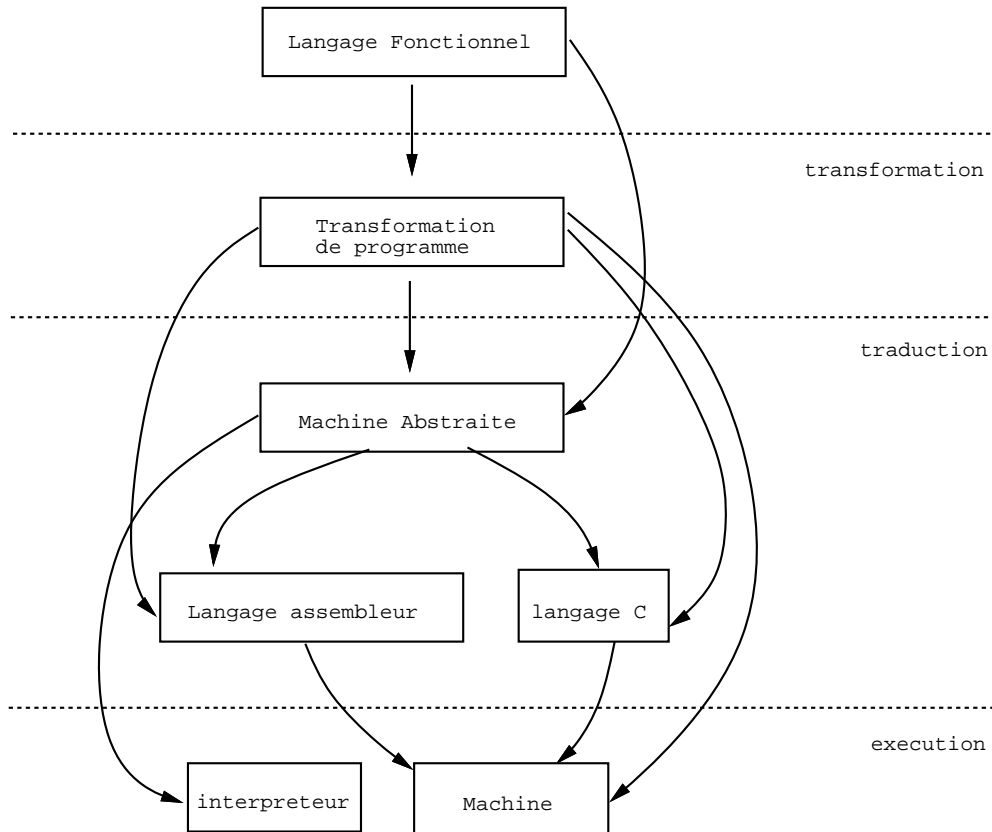 Langage Fonctionnel
transformation
Transformation
de programme
traduction
Machine Abstraite
Langage assembleur
langage C
execution
interpreteur
Machine